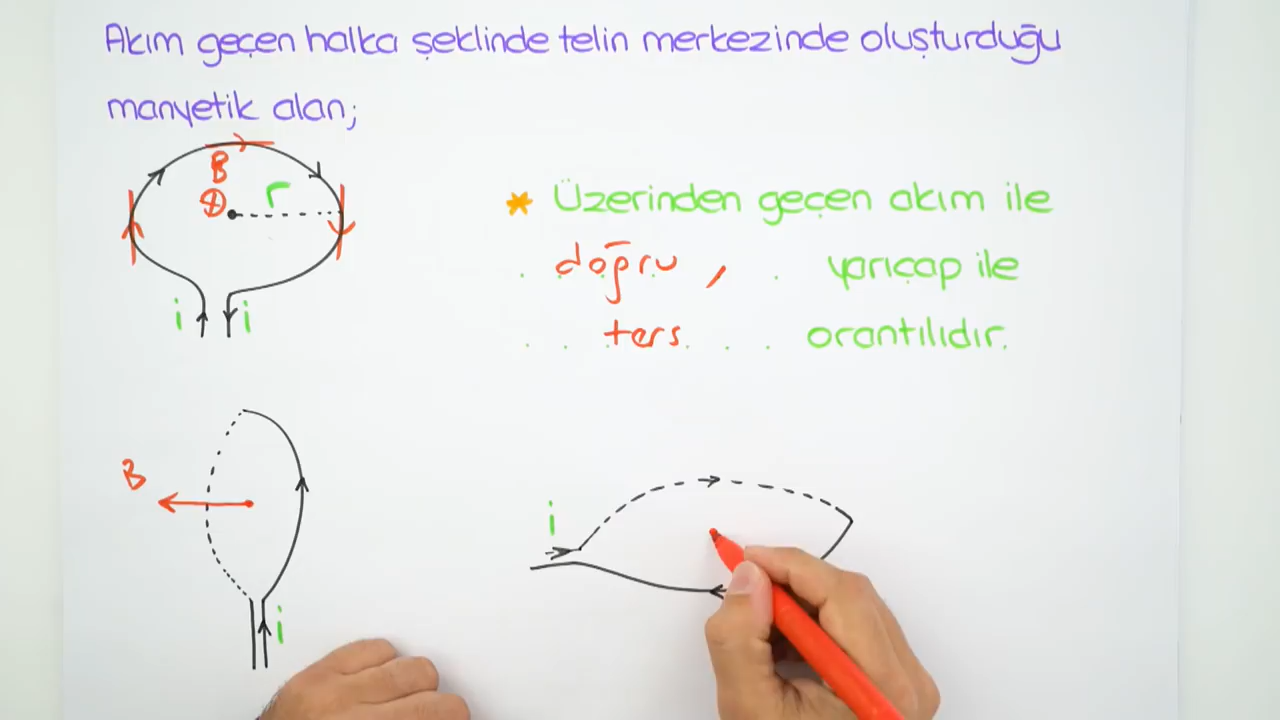 Akım geçen halka şeklinde telin merkezinde oluşturduğu
manyetik alan;
B
r
i i
* Üzerinden geçen akım ile
doğru, yarıçap ile
ters orantılıdır.
B
i
i